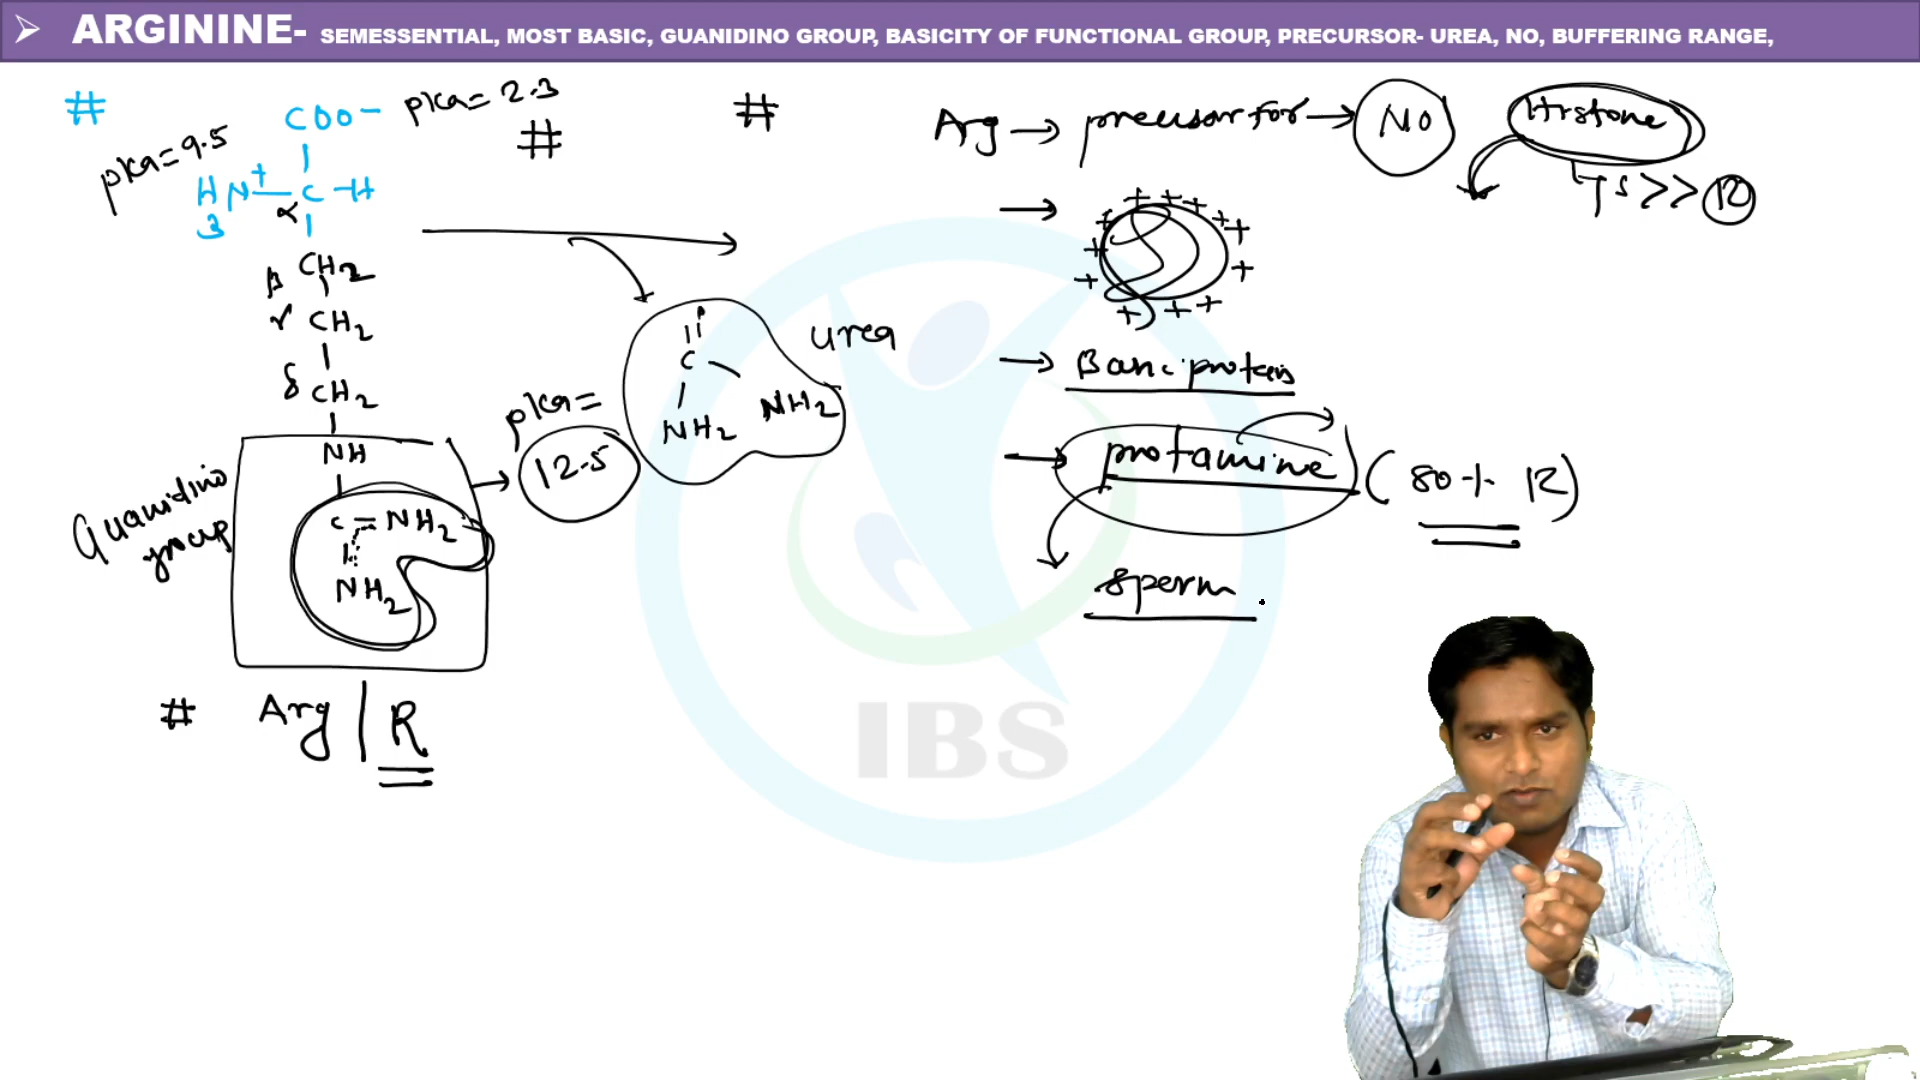 ARGININE- SEMESSENTIAL, MOST BASIC, GUANIDINO GROUP, BASICITY OF FUNCTIONAL GROUP, PRECURSOR- UREA, NO, BUFFERING RANGE,
#
COO-
pka= 2.3
#
pka= 9.5
H3N+ — C -H
α
β CH2
γ CH2
δ CH2
NH
C = NH2
NH2
Guanidino
group
pka=
12.5
# Arg | R
C
NH2
NH2
urea
#
Arg → precursor for → NO
Histone
>> R
→ + + + + + + + + + + + +
→ Basic protein
→ protamine (80% R)
sperm
IBS